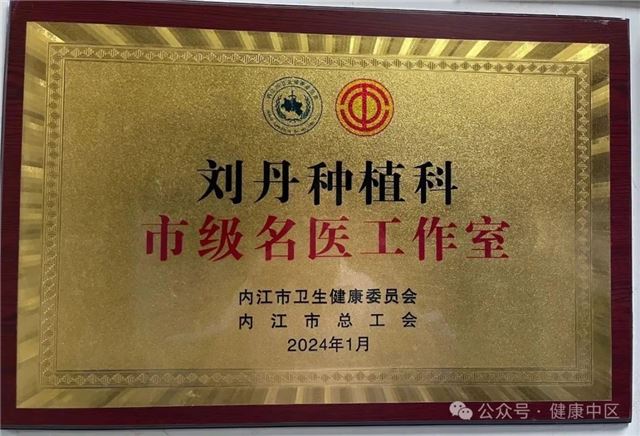 刘丹种植科
市级名医工作室
内江市卫生健康委员会
内江市总工会
2024年1月
公众号·健康中区